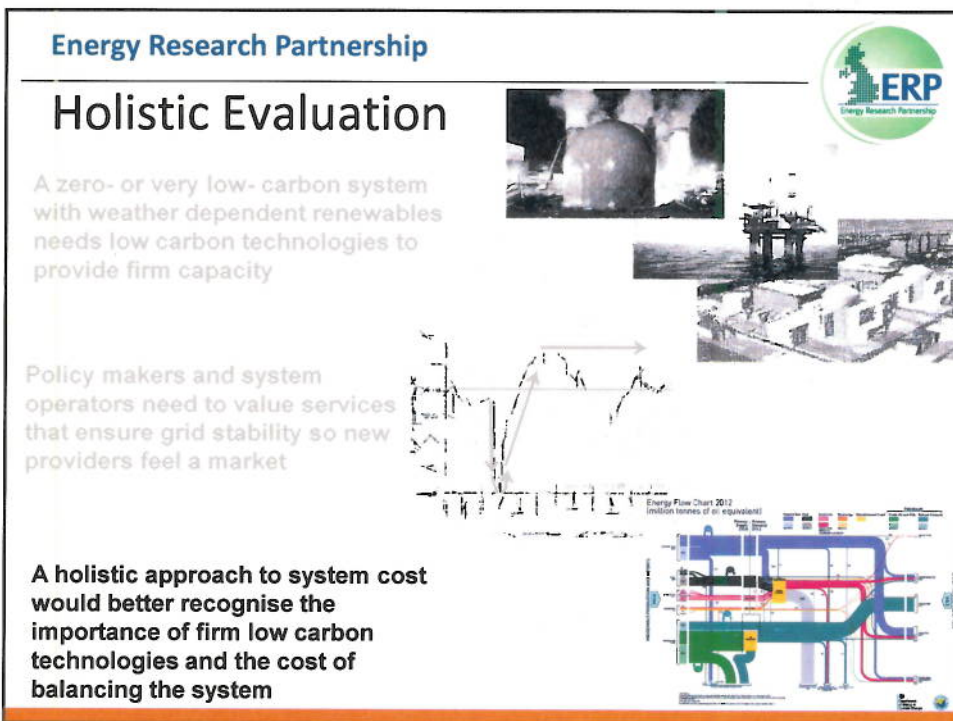 Energy Research Partnership
ERP
Energy Research Partnership
Holistic Evaluation
A zero- or very low- carbon system
with weather dependent renewables
needs low carbon technologies to
provide firm capacity
Policy makers and system
operators need to value services
that ensure grid stability so new
providers feel a market
Energy Flow Chart 2012
(million tonnes of oil equivalent)
A holistic approach to system cost
would better recognise the
importance of firm low carbon
technologies and the cost of
balancing the system